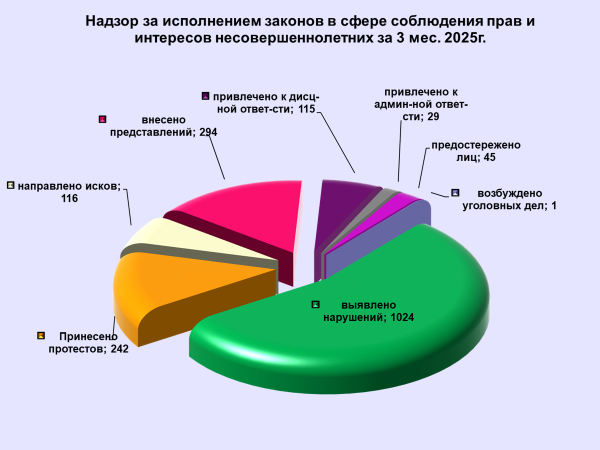 Надзор за исполнением законов в сфере соблюдения прав и
интересов несовершеннолетних за 3 мес. 2025г.
привлечено к дисц-
ной ответ-сти; 115
привлечено к
админ-ной ответ-
сти; 29
внесено
представлений; 294
предостережено
лиц; 45
направлено исков;
116
возбуждено
уголовных дел; 1
выявлено
нарушений; 1024
Принесено
протестов; 242